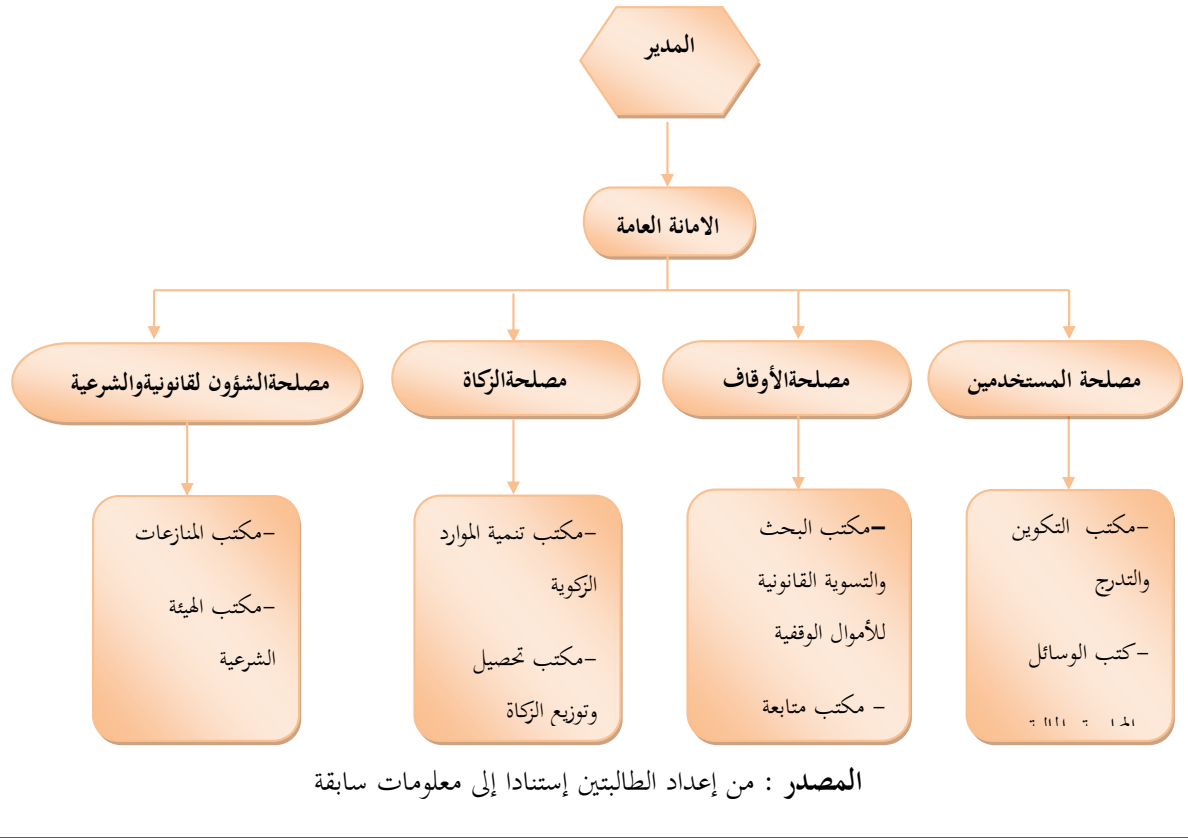 المدير
الامانة العامة
مصلحة المستخدمين
مصلحةالأوقاف
مصلحةالزكاة
مصلحةالشؤون لقانونيةوالشرعية
–مكتب التكوين
والتدرج
–كتب الوسائل
–مكتب البحث
والتسوية القانونية
للأموال الوقفية
– مكتب متابعة
–مكتب تنمية الموارد
الزكوية
–مكتب تحصيل
وتوزيع الزكاة
–مكتب المنازعات
–مكتب الهيئة
الشرعية
المصدر : من إعداد الطالبتين إستنادا إلى معلومات سابقة